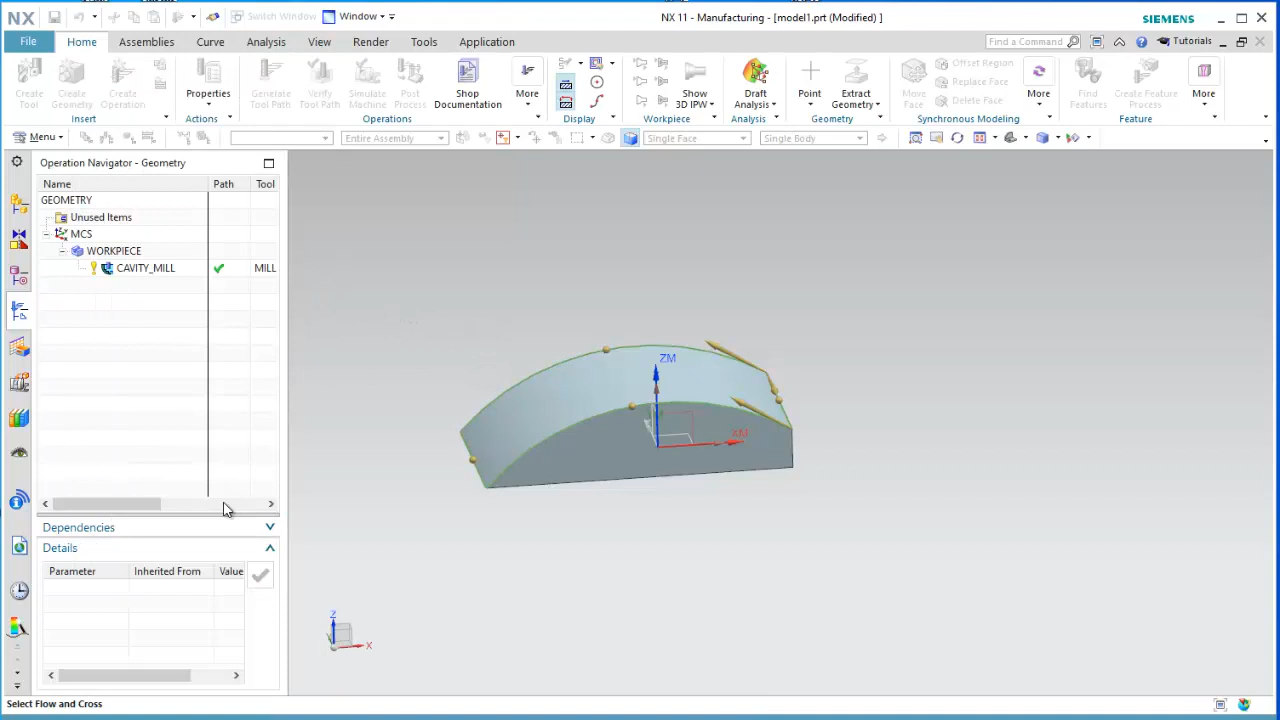 NX
Switch Window
Window
NX 11 - Manufacturing - [model1.prt (Modified) ]
SIEMENS
File
Home
Assemblies
Curve
Analysis
View
Render
Tools
Application
Find a Command
Tutorials
Create Tool
Create Geometry
Create Operation
Properties
Generate Tool Path
Verify Tool Path
Simulate Machine
Post Process
Shop Documentation
More
Show 3D IPW
Draft Analysis
Point
Extract Geometry
Move Face
Offset Region
Replace Face
Delete Face
More
Find Features
Create Feature Process
More
Insert
Actions
Operations
Display
Workpiece
Analysis
Geometry
Synchronous Modeling
Feature
Menu
Entire Assembly
Single Face
Single Body
Operation Navigator - Geometry
Name
Path
Tool
GEOMETRY
Unused Items
MCS
WORKPIECE
CAVITY_MILL
MILL
Dependencies
Details
Parameter
Inherited From
Value
ZM
XM
Z
X
Select Flow and Cross